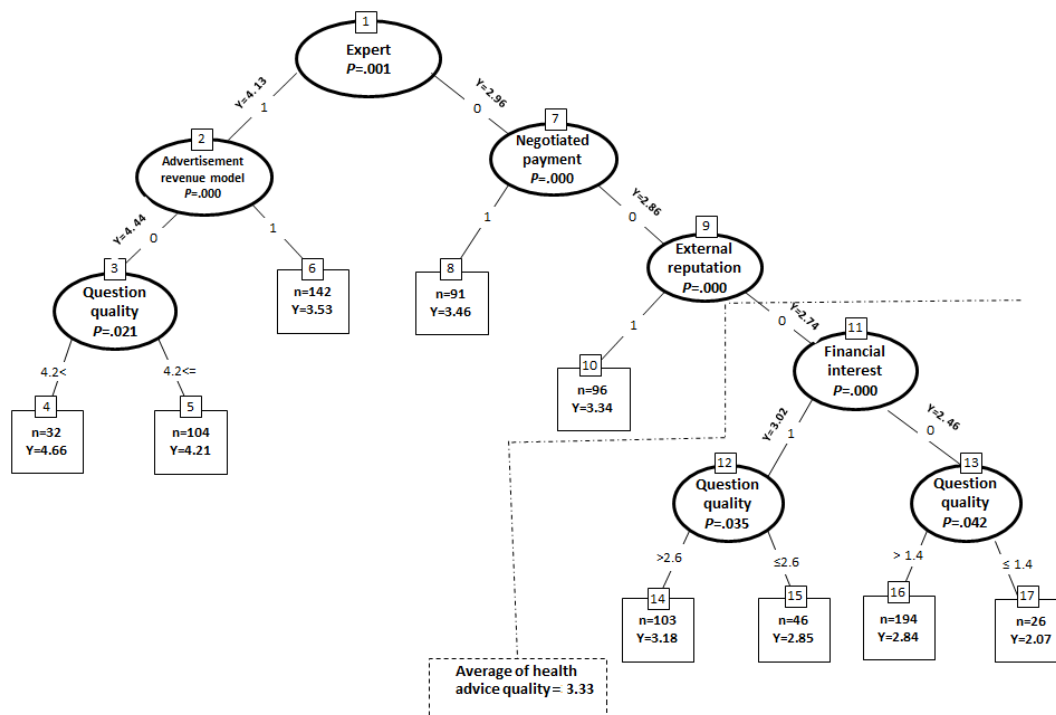 1
Expert
P=.001
Y=4.13
1
Y=2.96
0
2
Advertisement
revenue model
P=.000
7
Negotiated
payment
P=.000
Y=4.44
0
1
1
Y=2.86
0
3
Question
quality
P=.021
6
n=142
Y=3.53
8
n=91
Y=3.46
9
External
reputation
P=.000
4.2<
4.2<=
1
Y=2.74
0
4
n=32
Y=4.66
5
n=104
Y=4.21
10
n=96
Y=3.34
11
Financial
interest
P=.000
Y=3.02
1
Y=2.46
0
12
Question
quality
P=.035
13
Question
quality
P=.042
>2.6
≤2.6
> 1.4
≤ 1.4
14
n=103
Y=3.18
15
n=46
Y=2.85
16
n=194
Y=2.84
17
n=26
Y=2.07
Average of health
advice quality= 3.33